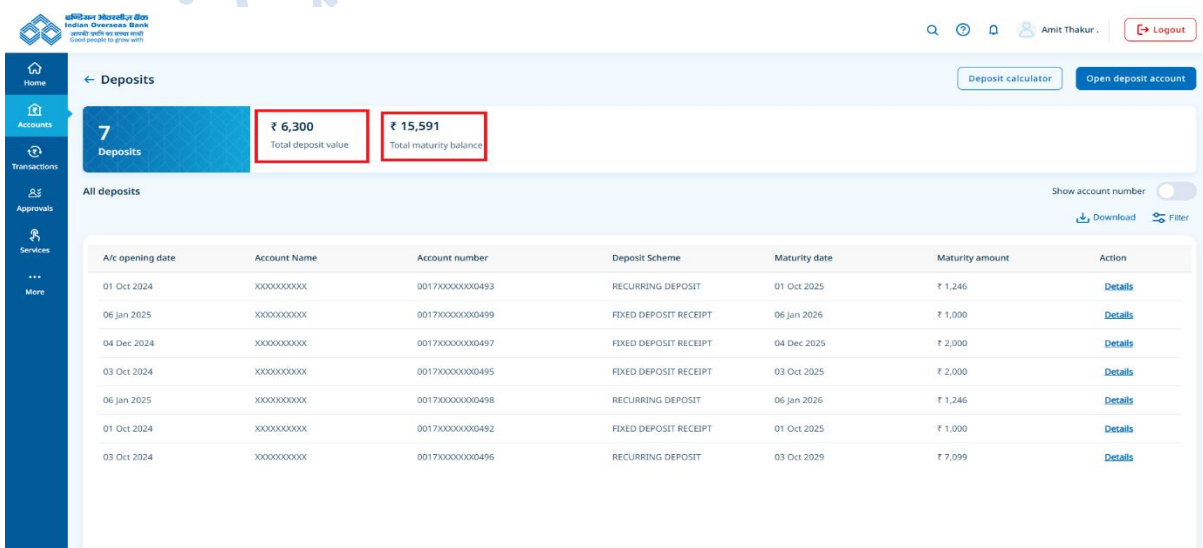 इण्डियन ओवरसीज़ बैंक
Indian Overseas Bank
आपकी प्रगति का सच्चा साथी
Good people to grow with
Amit Thakur .
Logout
Home
Accounts
Transactions
Approvals
Services
More
← Deposits
Deposit calculator
Open deposit account
7
Deposits
₹ 6,300
Total deposit value
₹ 15,591
Total maturity balance
All deposits
Show account number
Download Filter
A/c opening date Account Name Account number Deposit Scheme Maturity date Maturity amount Action
01 Oct 2024 XXXXXXXXXX 0017XXXXXXX0493 RECURRING DEPOSIT 01 Oct 2025 ₹ 1,246 Details
06 Jan 2025 XXXXXXXXXX 0017XXXXXXX0499 FIXED DEPOSIT RECEIPT 06 Jan 2026 ₹ 1,000 Details
04 Dec 2024 XXXXXXXXXX 0017XXXXXXX0497 FIXED DEPOSIT RECEIPT 04 Dec 2025 ₹ 2,000 Details
03 Oct 2024 XXXXXXXXXX 0017XXXXXXX0495 FIXED DEPOSIT RECEIPT 03 Oct 2025 ₹ 2,000 Details
06 Jan 2025 XXXXXXXXXX 0017XXXXXXX0498 RECURRING DEPOSIT 06 Jan 2026 ₹ 1,246 Details
01 Oct 2024 XXXXXXXXXX 0017XXXXXXX0492 FIXED DEPOSIT RECEIPT 01 Oct 2025 ₹ 1,000 Details
03 Oct 2024 XXXXXXXXXX 0017XXXXXXX0496 RECURRING DEPOSIT 03 Oct 2029 ₹ 7,099 Details